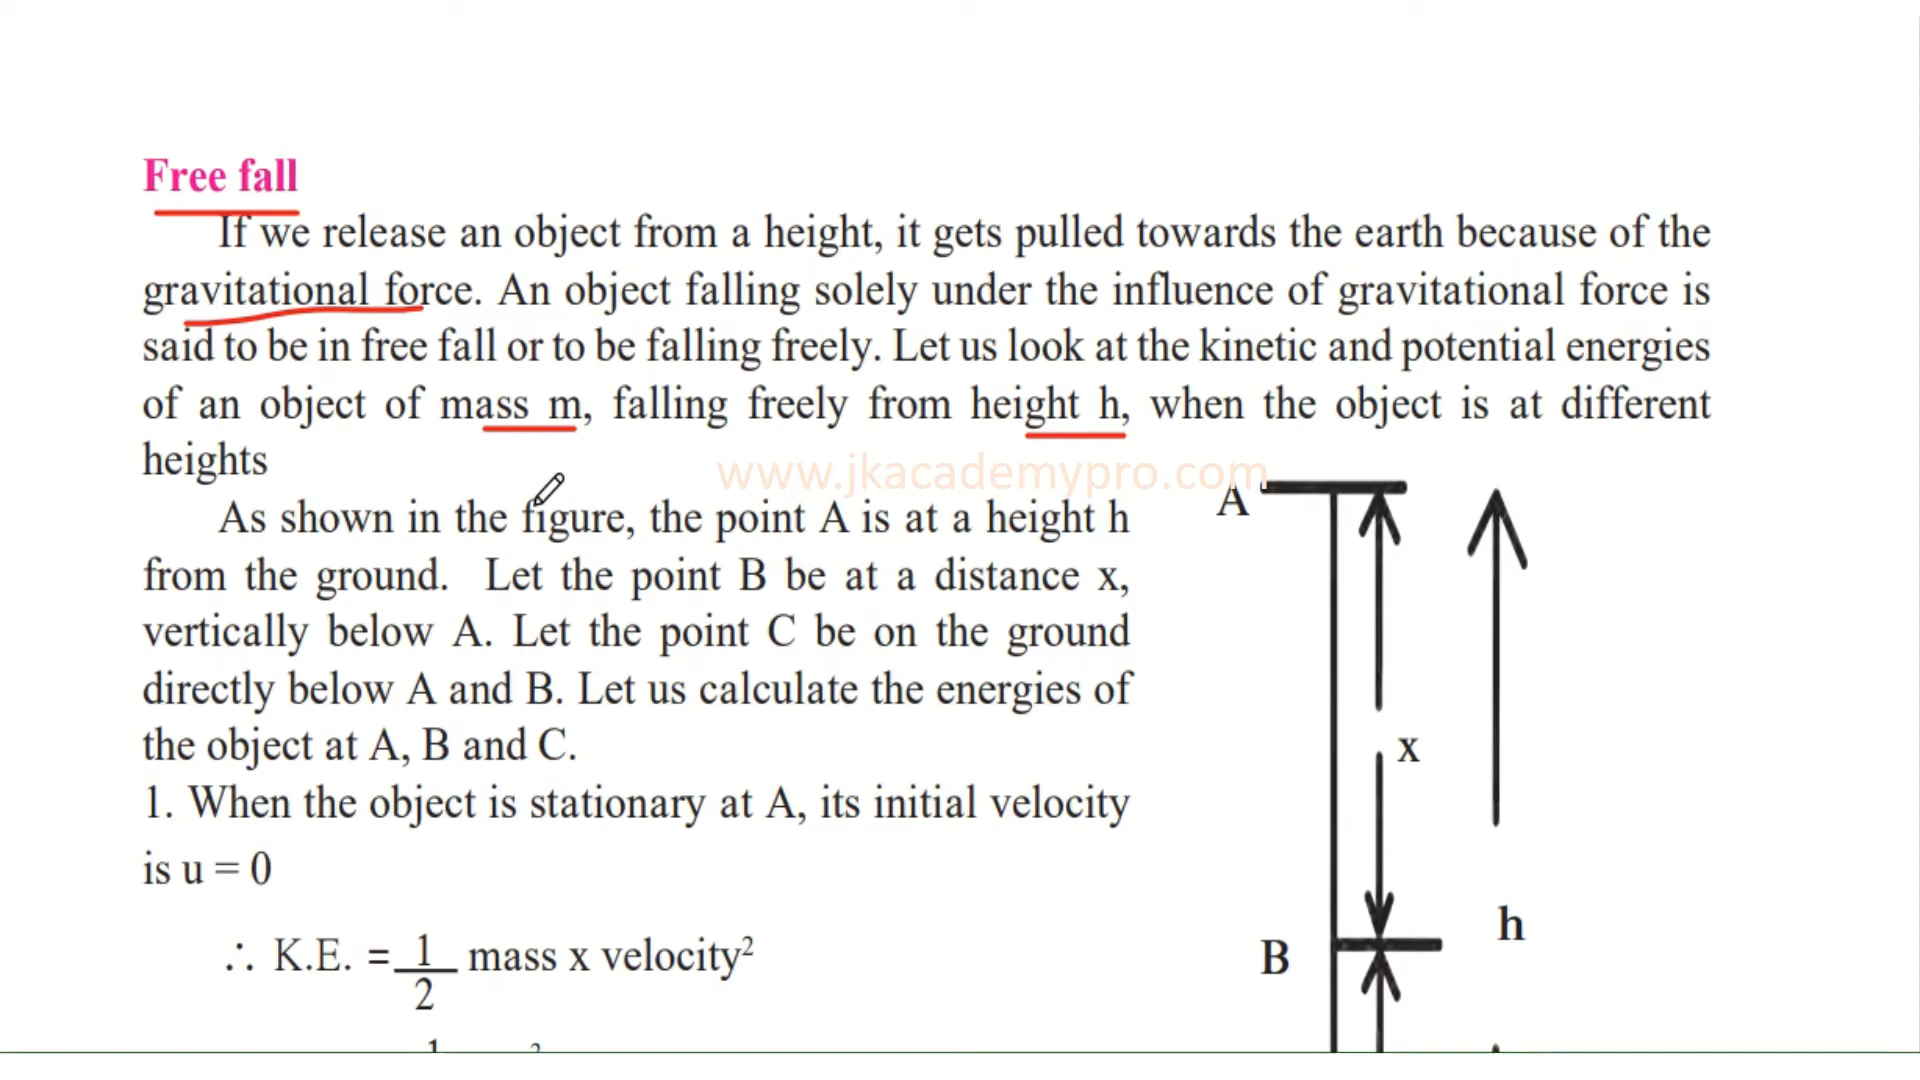 Free fall
If we release an object from a height, it gets pulled towards the earth because of the
gravitational force. An object falling solely under the influence of gravitational force is
said to be in free fall or to be falling freely. Let us look at the kinetic and potential energies
of an object of mass m, falling freely from height h, when the object is at different
heights
www.jkacademypro.com
As shown in the figure, the point A is at a height h
from the ground. Let the point B be at a distance x,
vertically below A. Let the point C be on the ground
directly below A and B. Let us calculate the energies of
the object at A, B and C.
1. When the object is stationary at A, its initial velocity
is u = 0
∴ K.E. = 1/2 mass x velocity²
A
x
h
B